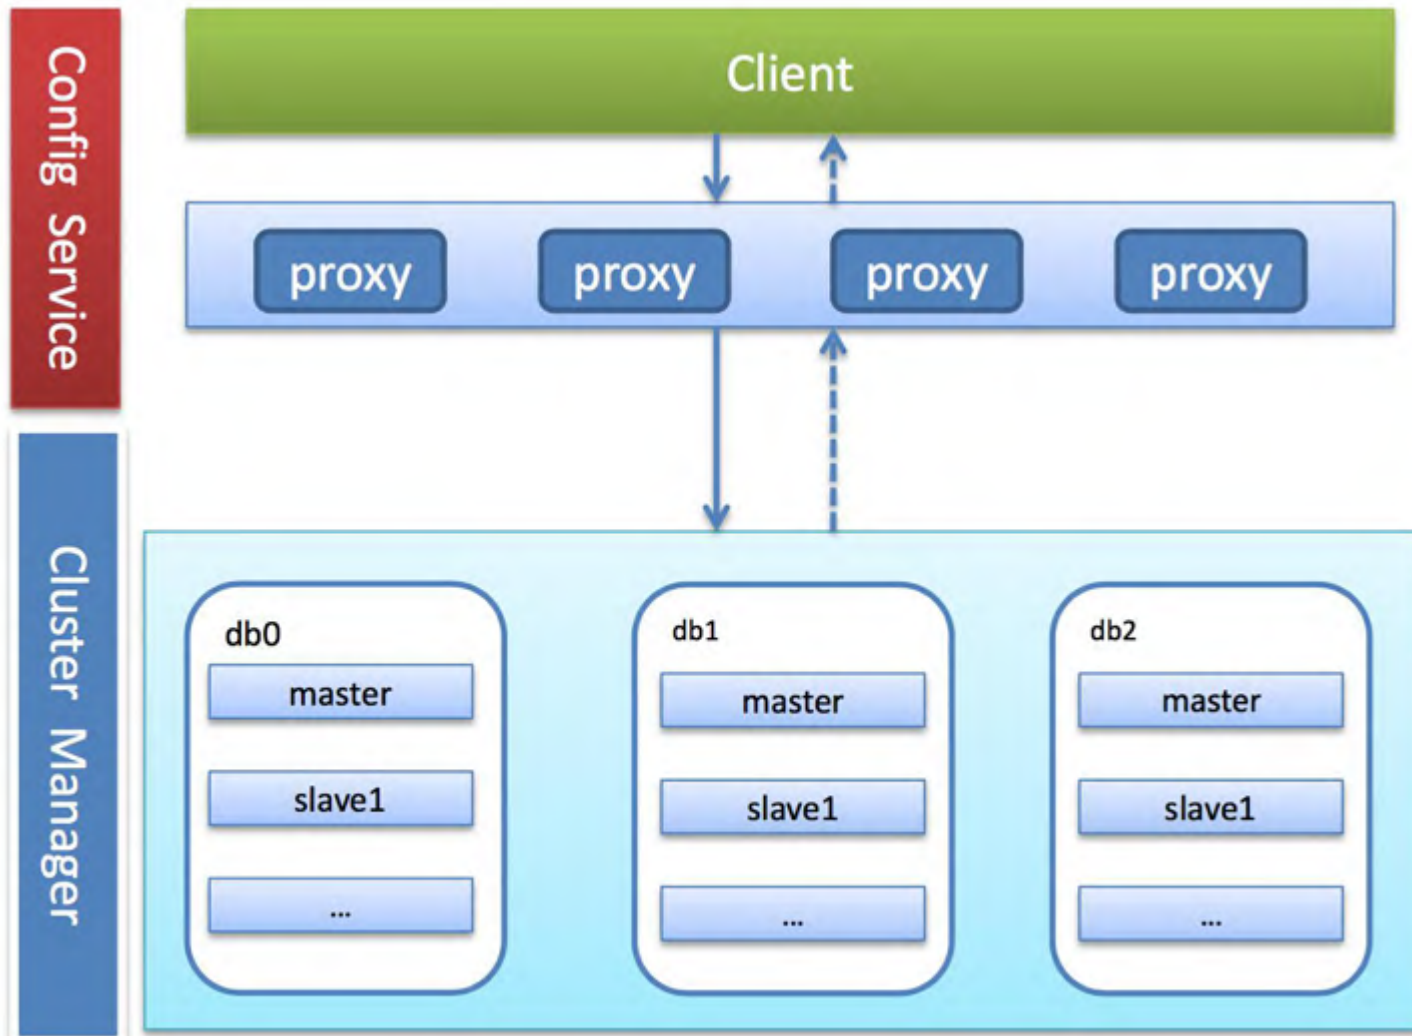 Config Service
Client
proxy
proxy
proxy
proxy
Cluster Manager
db0
master
slave1
...
db1
master
slave1
...
db2
master
slave1
...